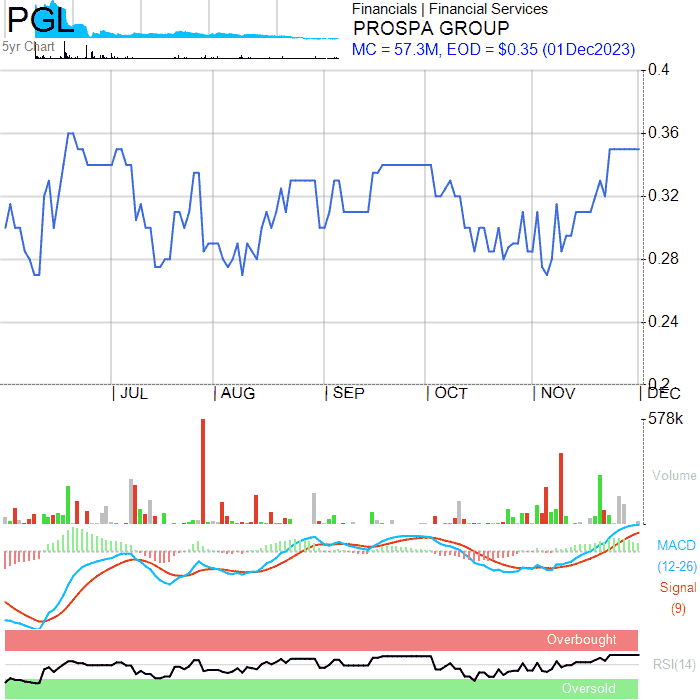 PGL
5yr Chart
Financials | Financial Services
PROSPA GROUP
MC = 57.3M, EOD = $0.35 (01Dec2023)
0.4
0.36
0.32
0.28
0.24
0.2
| JUL | AUG | SEP | OCT | NOV | DEC
578k
Volume
MACD
(12-26)
Signal
(9)
Overbought
RSI(14)
Oversold